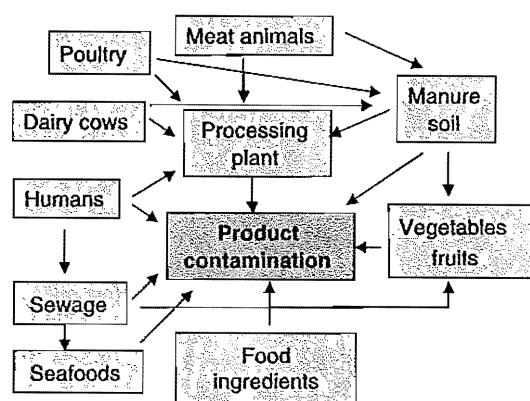 Meat animals
Poultry
Manure
soil
Dairy cows
Processing
plant
Humans
Product
contamination
Vegetables
fruits
Sewage
Food
ingredients
Seafoods